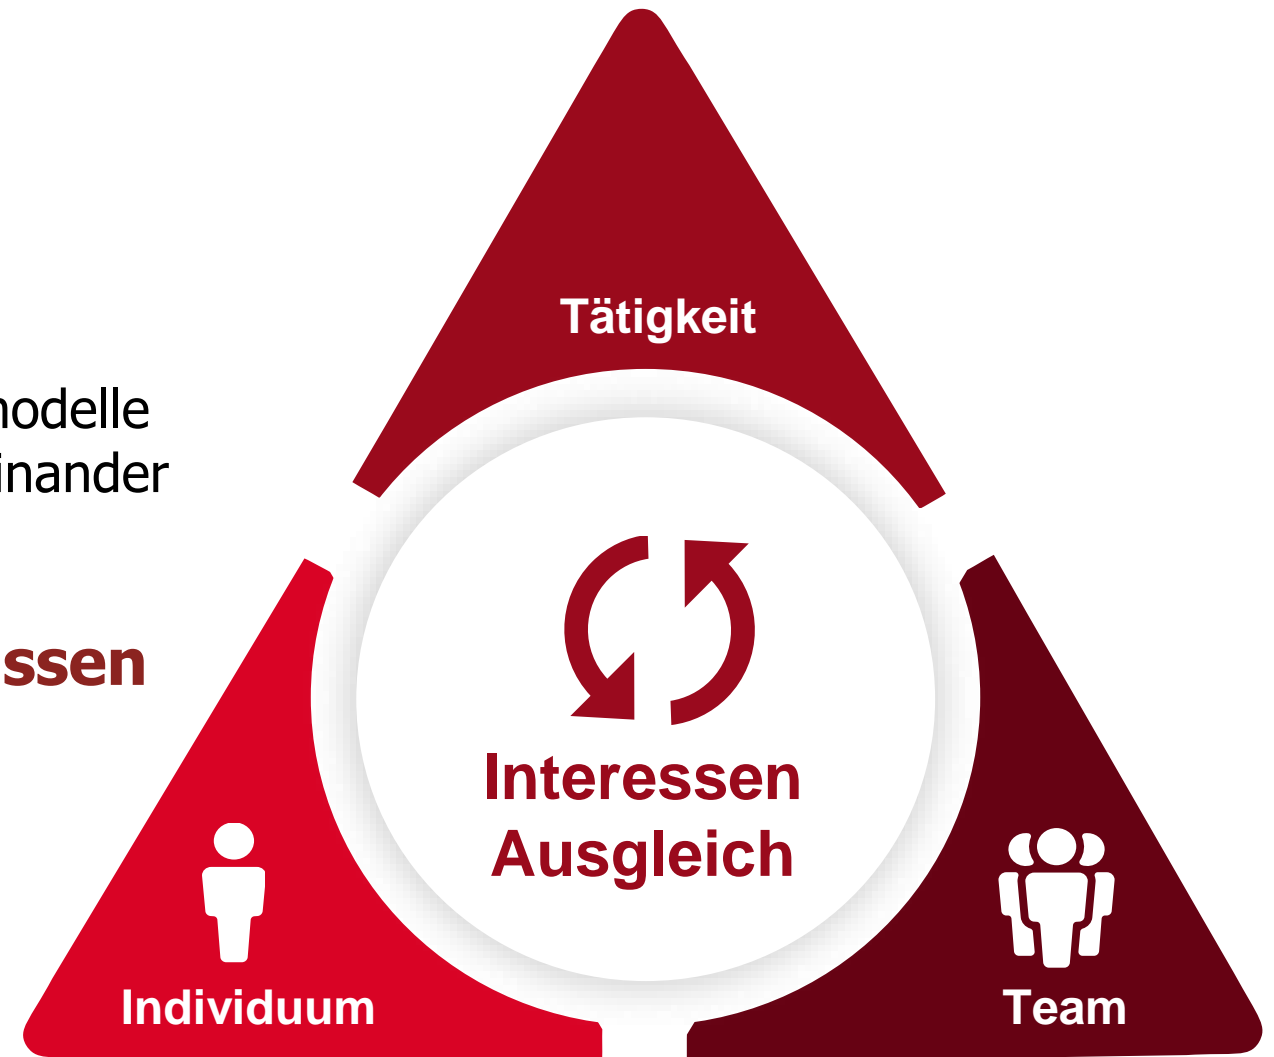 Tätigkeit
nodelle
inander
ssen
Interessen
Ausgleich
Individuum
Team